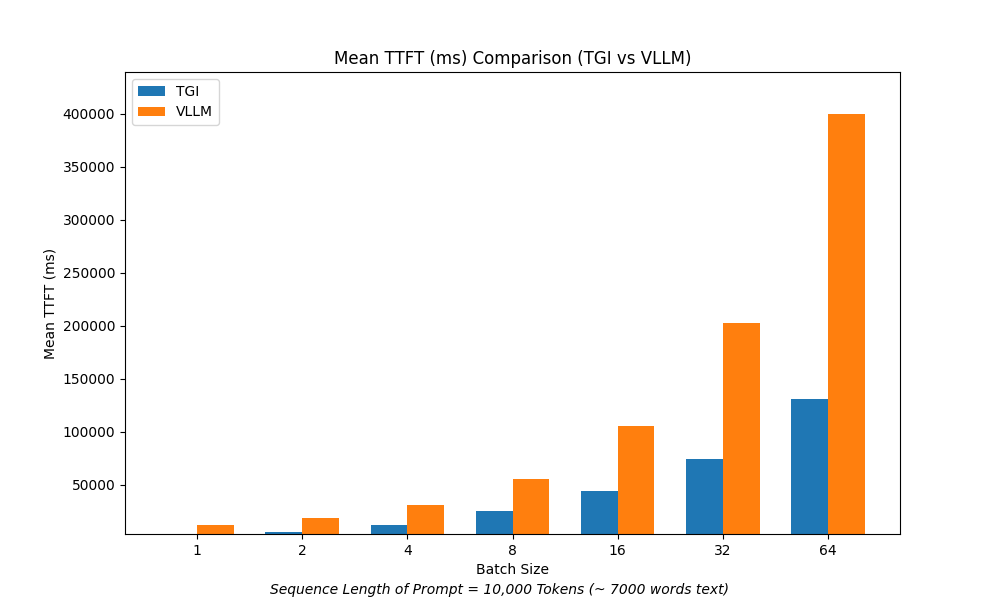 Mean TTFT (ms) Comparison (TGI vs VLLM)
TGI
VLLM
Mean TTFT (ms)
400000
350000
300000
250000
200000
150000
100000
50000
1 2 4 8 16 32 64
Batch Size
Sequence Length of Prompt = 10,000 Tokens (~ 7000 words text)